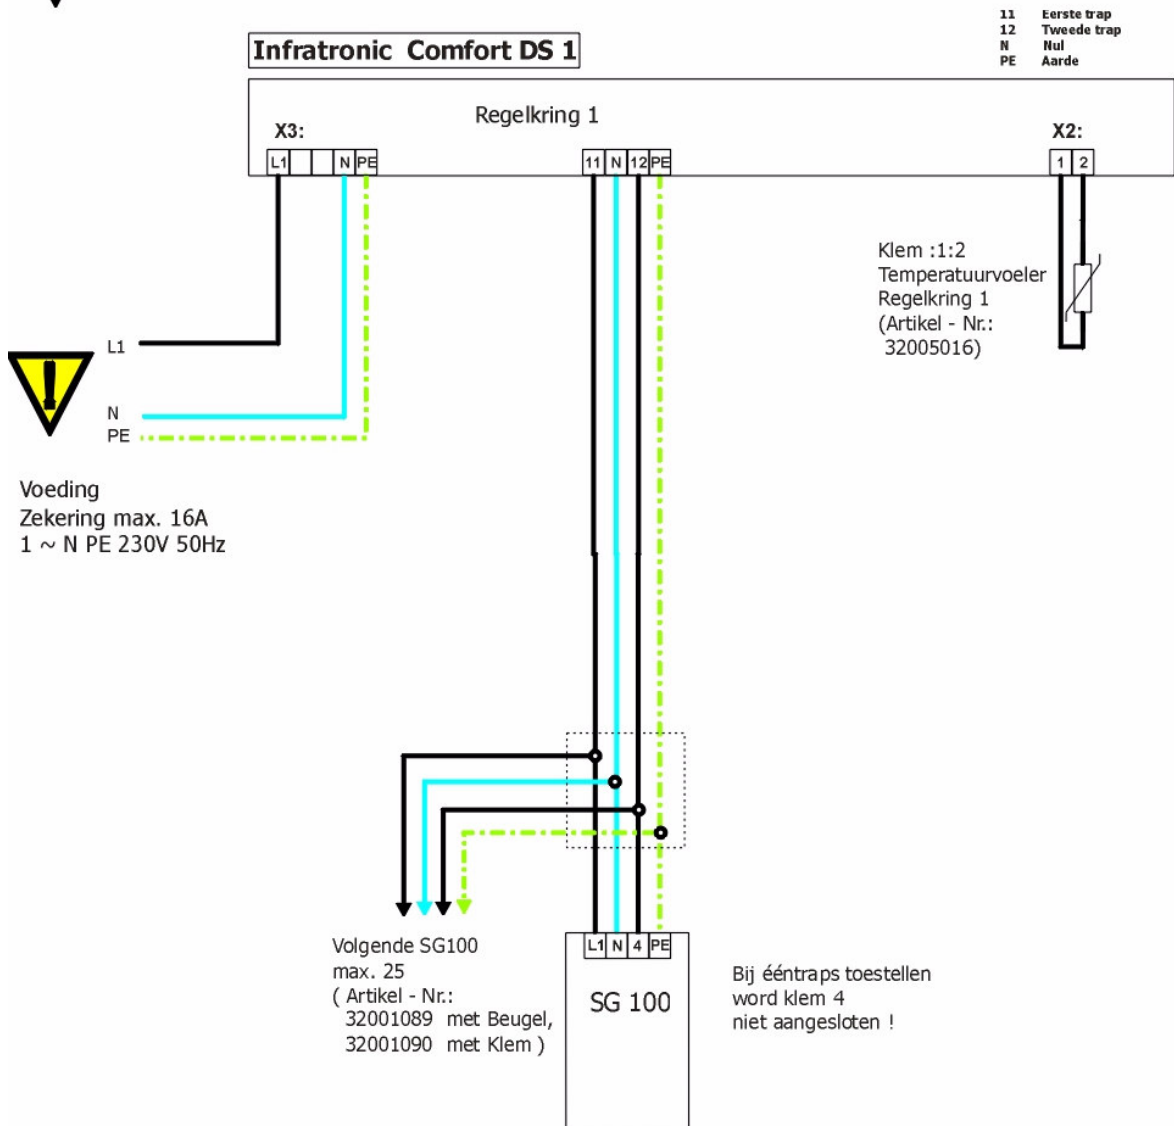 11 Eerste trap
12 Tweede trap
N Nul
PE Aarde
Infratronic Comfort DS 1
Regelkring 1
X3:
X2:
L1 N PE
11 N 12 PE
1 2
Klem :1:2
Temperatuurvoeler
Regelkring 1
(Artikel - Nr.:
32005016)
L1
N
PE
Voeding
Zekering max. 16A
1 ~ N PE 230V 50Hz
Volgende SG100
max. 25
( Artikel - Nr.:
32001089 met Beugel,
32001090 met Klem )
L1 N 4 PE
SG 100
Bij ééntraps toestellen
word klem 4
niet aangesloten !